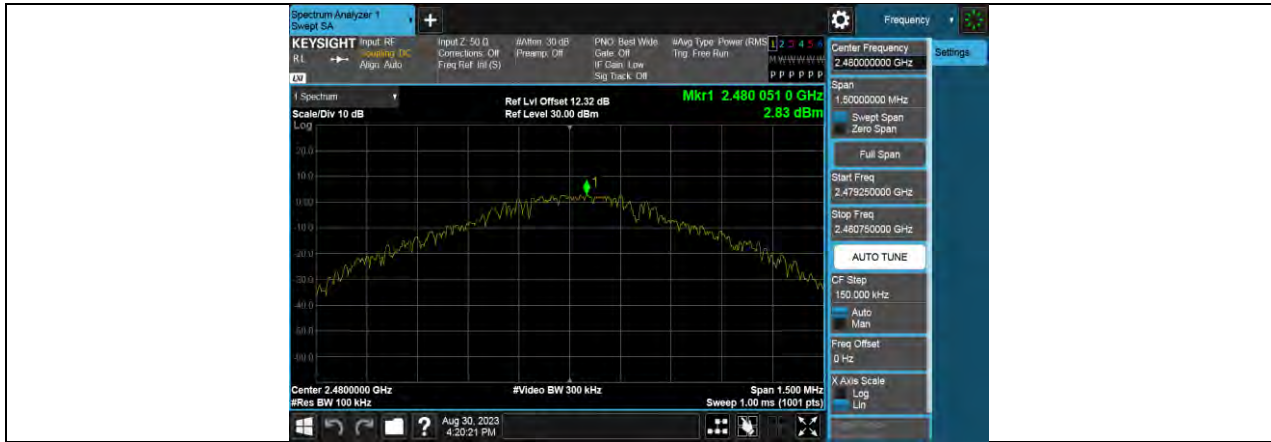 Spectrum Analyzer 1
Swept SA
+
Frequency
KEYSIGHT
RL
LXI
Input: RF
Coupling: DC
Align: Auto
Input Z: 50 Ω
Corrections: Off
Freq Ref: Int (S)
#Atten: 30 dB
Preamp: Off
PNO: Best Wide
Gate: Off
IF Gain: Low
Sig Track: Off
#Avg Type: Power (RMS
Trig: Free Run
1 2 3 4 5 6
M W W W W W
P P P P P P
1 Spectrum
Scale/Div 10 dB
Log
Ref Lvl Offset 12.32 dB
Ref Level 30.00 dBm
Mkr1 2.480 051 0 GHz
2.83 dBm
20.0
10.0
0.00
-10.0
-20.0
-30.0
-40.0
-50.0
-60.0
1
Center 2.4800000 GHz
#Res BW 100 kHz
#Video BW 300 kHz
Span 1.500 MHz
Sweep 1.00 ms (1001 pts)
Center Frequency
2.480000000 GHz
Settings
Span
1.50000000 MHz
Swept Span
Zero Span
Full Span
Start Freq
2.479250000 GHz
Stop Freq
2.480750000 GHz
AUTO TUNE
CF Step
150.000 kHz
Auto
Man
Freq Offset
0 Hz
X Axis Scale
Log
Lin
?
Aug 30, 2023
4:20:21 PM